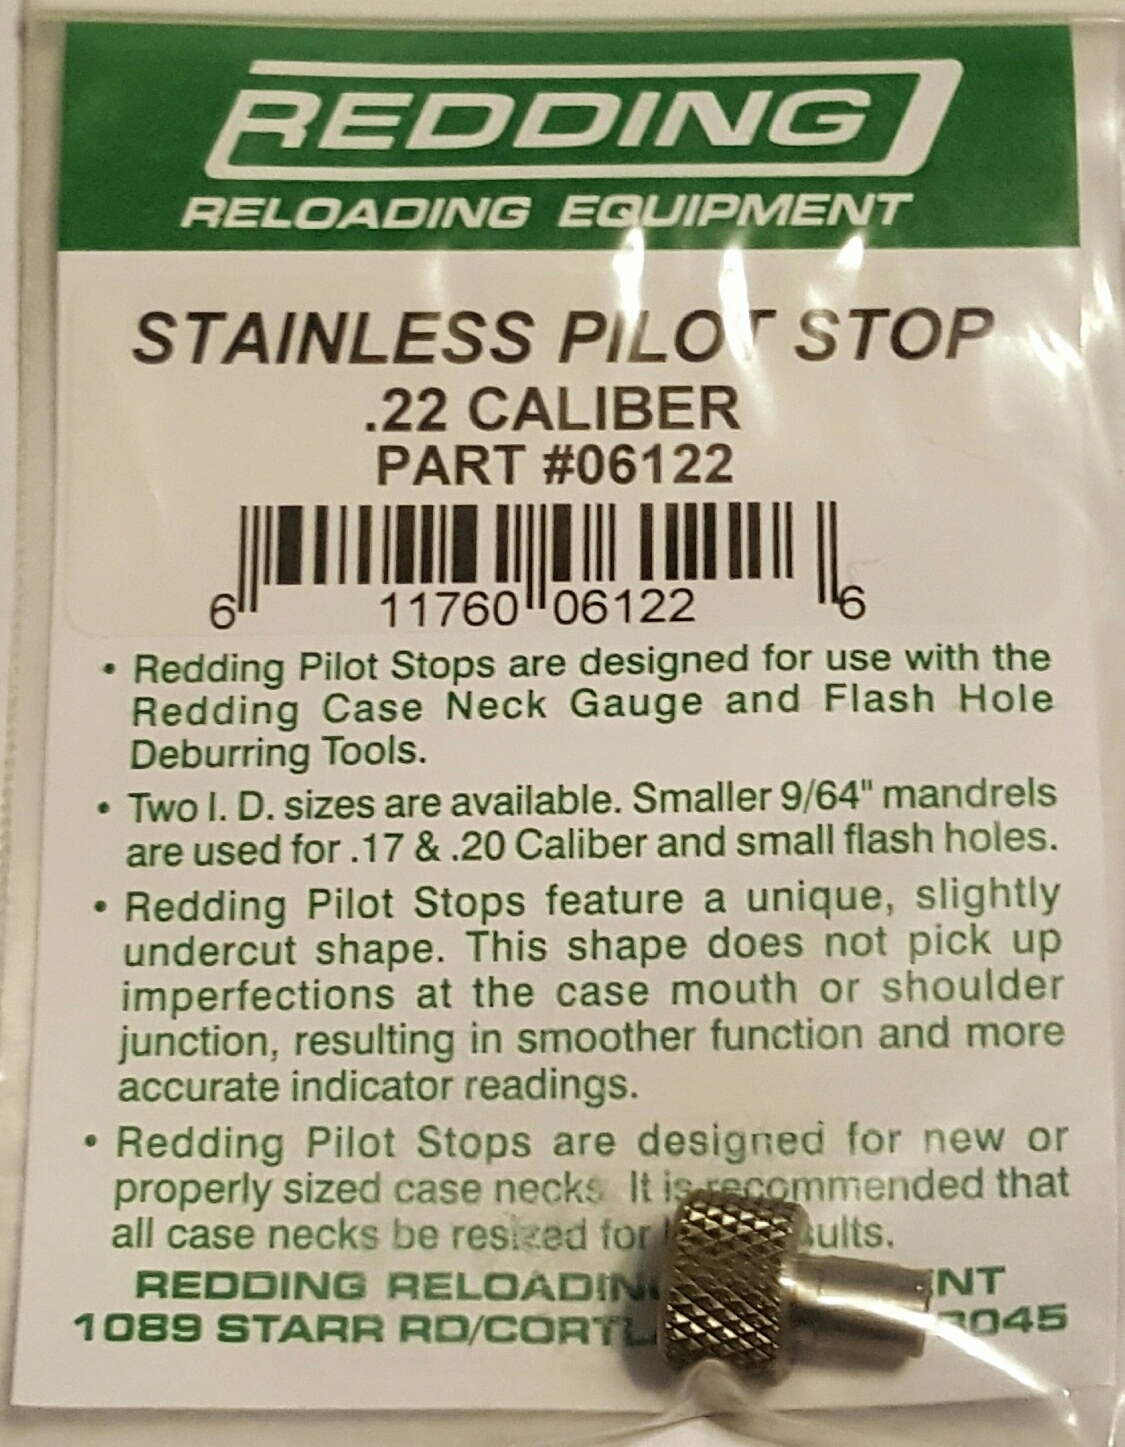 REDDING
RELOADING EQUIPMENT
STAINLESS PILOT STOP
.22 CALIBER
PART #06122
6 11760 06122 6
• Redding Pilot Stops are designed for use with the
Redding Case Neck Gauge and Flash Hole
Deburring Tools.
• Two I. D. sizes are available. Smaller 9/64" mandrels
are used for .17 & .20 Caliber and small flash holes.
• Redding Pilot Stops feature a unique, slightly
undercut shape. This shape does not pick up
imperfections at the case mouth or shoulder
junction, resulting in smoother function and more
accurate indicator readings.
• Redding Pilot Stops are designed for new or
properly sized case necks. It is recommended that
all case necks be resized for
REDDING RELOADING
1089 STARR RD/